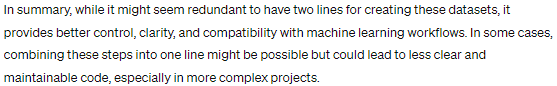 In summary, while it might seem redundant to have two lines for creating these datasets, it
provides better control, clarity, and compatibility with machine learning workflows. In some cases,
combining these steps into one line might be possible but could lead to less clear and
maintainable code, especially in more complex projects.